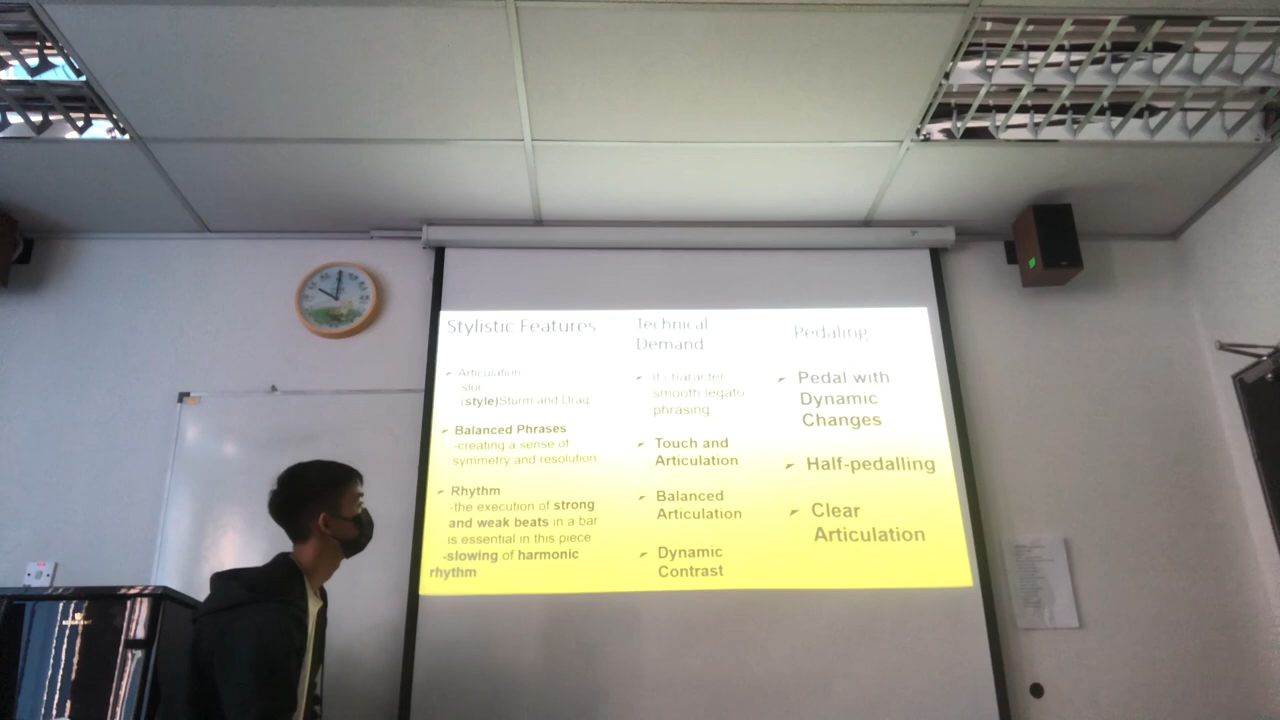 Stylistic Features
Articulation
-slur
-(style)Sturm and Drag
Balanced Phrases
-creating a sense of
symmetry and resolution
Rhythm
-the execution of strong
and weak beats in a bar
is essential in this piece
-slowing of harmonic
rhythm
Technical
Demand
character
smooth legato
phrasing
Touch and
Articulation
Balanced
Articulation
Dynamic
Contrast
Pedaling
Pedal with
Dynamic
Changes
Half-pedalling
Clear
Articulation